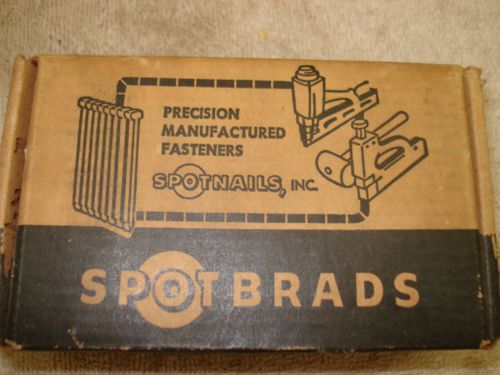 PRECISION
MANUFACTURED
FASTENERS
SPOTNAILS, INC.
SPOTBRADS